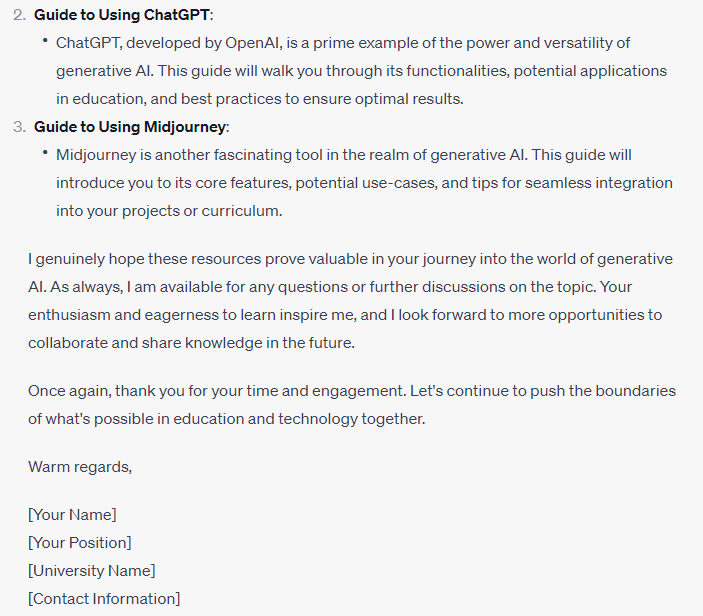 2. Guide to Using ChatGPT:
• ChatGPT, developed by OpenAI, is a prime example of the power and versatility of
generative AI. This guide will walk you through its functionalities, potential applications
in education, and best practices to ensure optimal results.
3. Guide to Using Midjourney:
• Midjourney is another fascinating tool in the realm of generative AI. This guide will
introduce you to its core features, potential use-cases, and tips for seamless integration
into your projects or curriculum.
I genuinely hope these resources prove valuable in your journey into the world of generative
AI. As always, I am available for any questions or further discussions on the topic. Your
enthusiasm and eagerness to learn inspire me, and I look forward to more opportunities to
collaborate and share knowledge in the future.
Once again, thank you for your time and engagement. Let's continue to push the boundaries
of what's possible in education and technology together.
Warm regards,
[Your Name]
[Your Position]
[University Name]
[Contact Information]